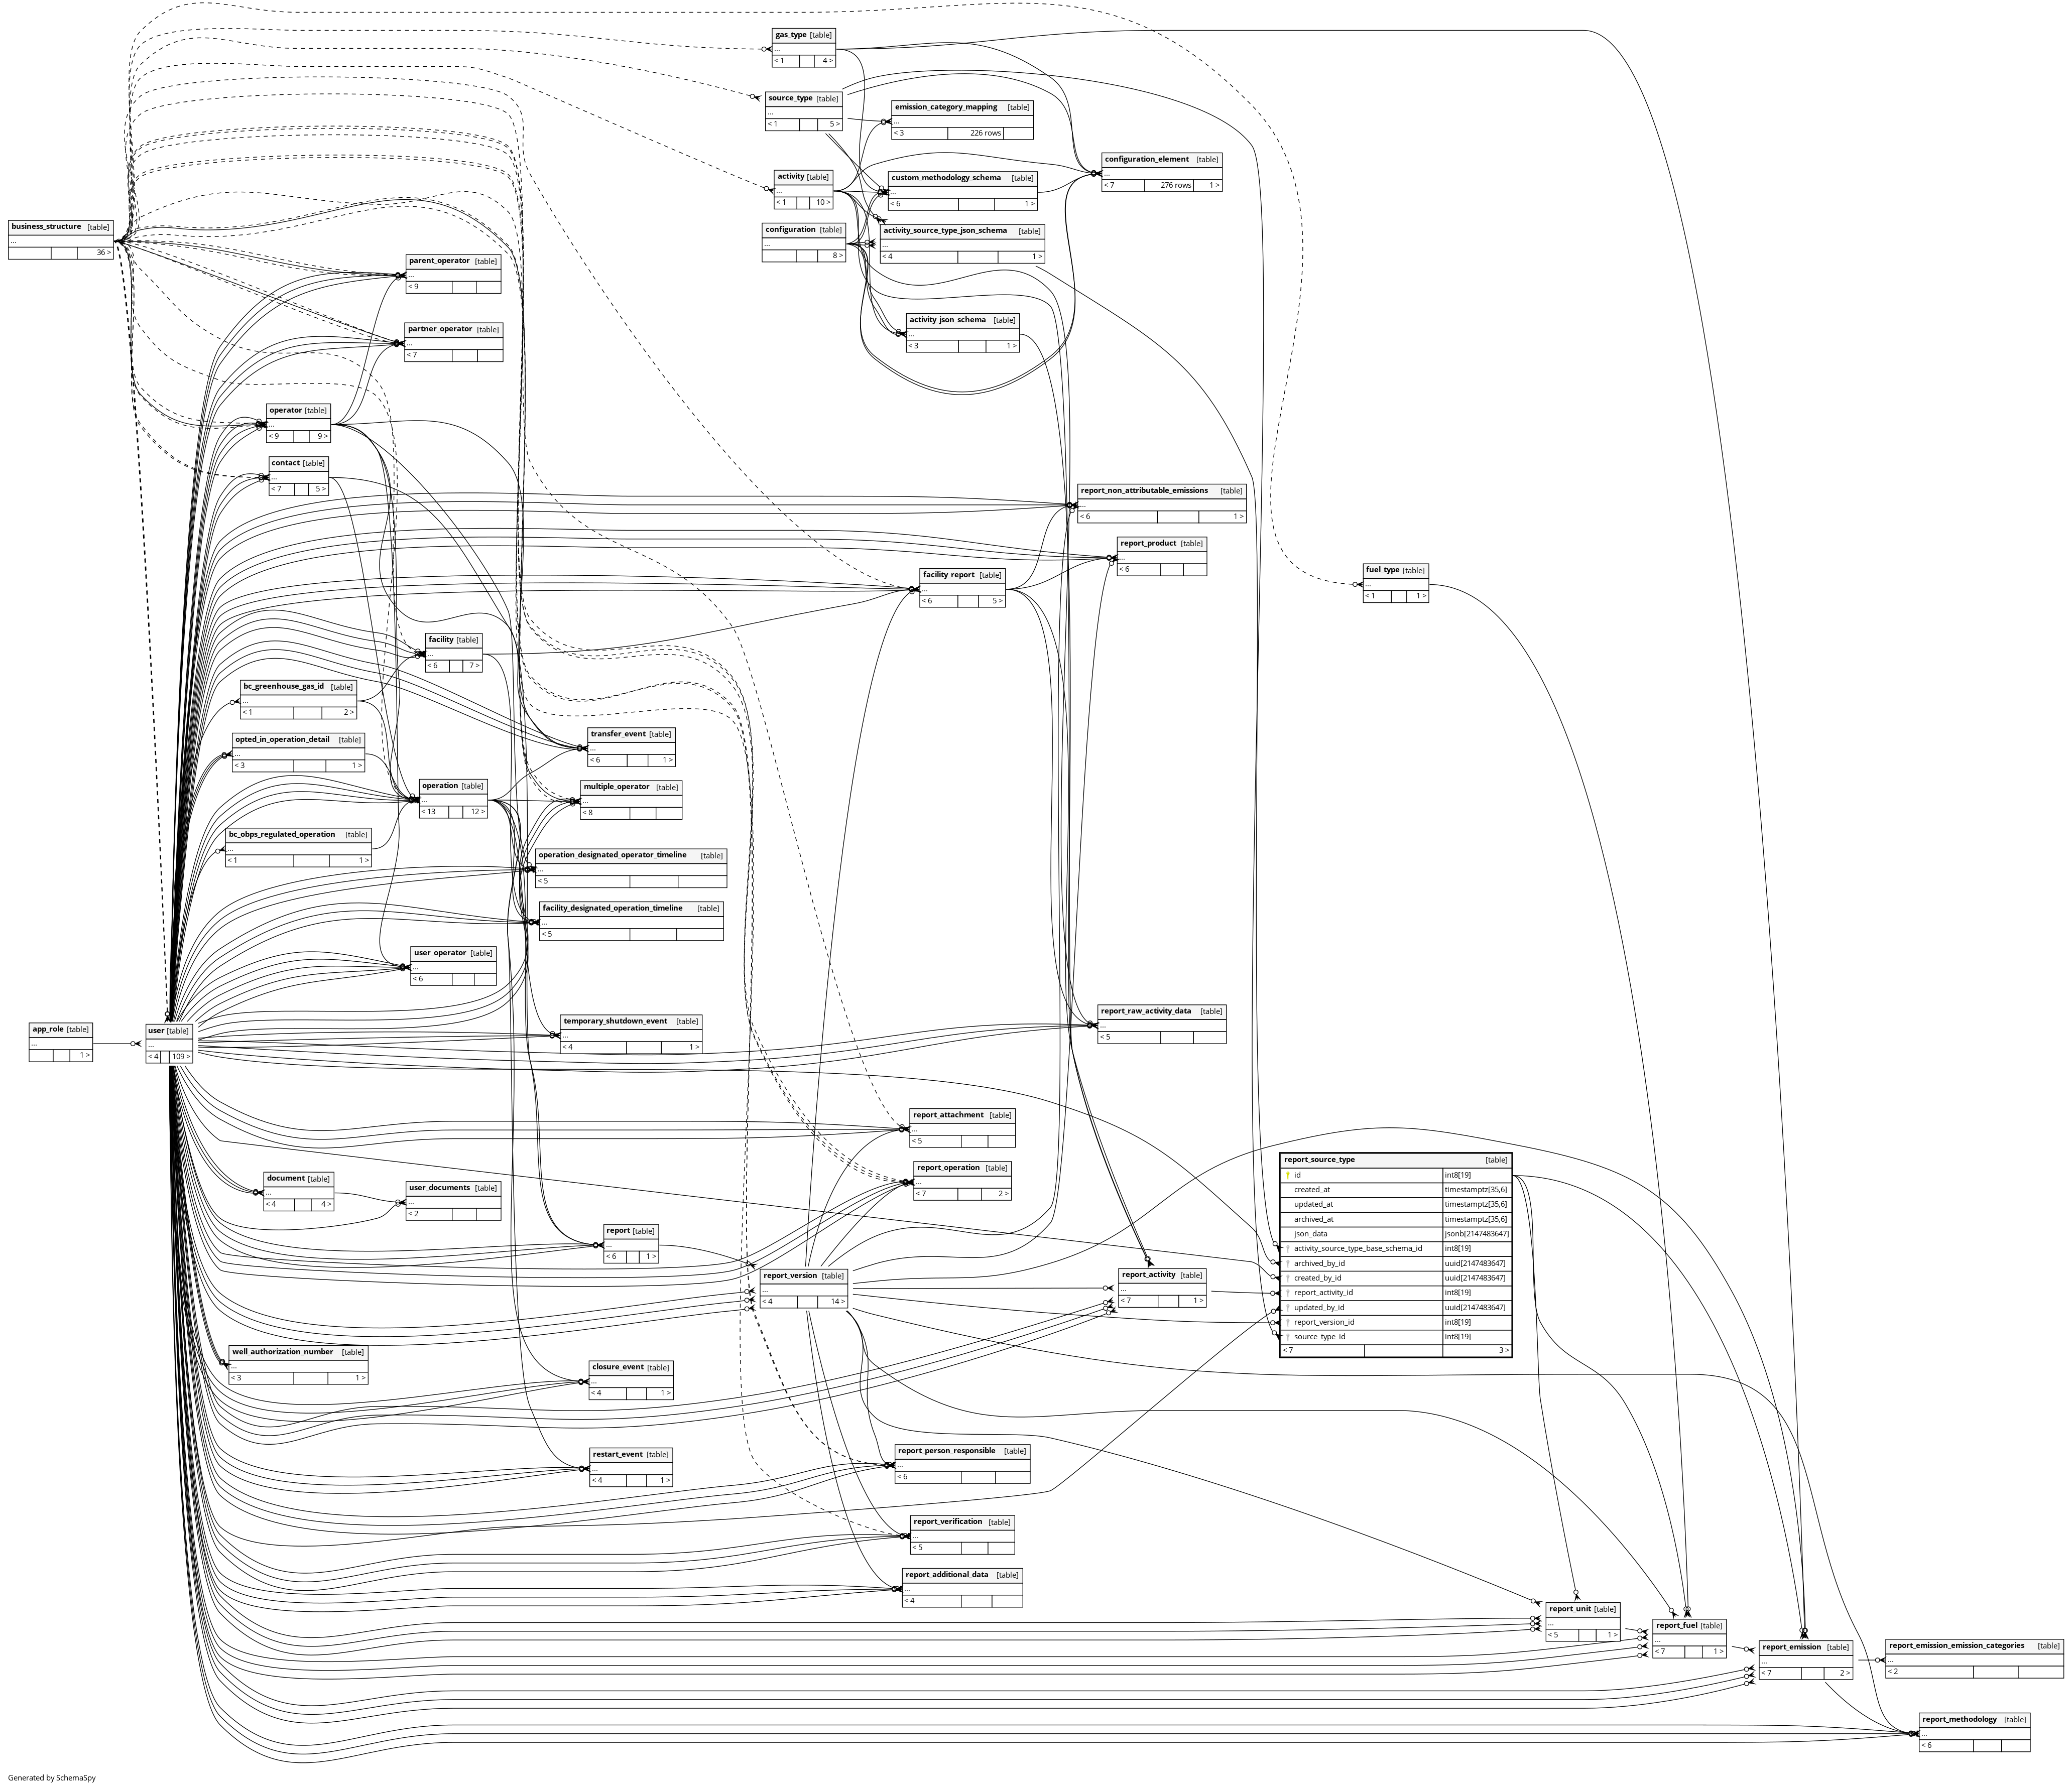 gas_type [table]
...
< 1 4 >
source_type [table]
...
< 1 5 >
emission_category_mapping [table]
...
< 3 226 rows
configuration_element [table]
...
< 7 276 rows 1 >
activity [table]
...
< 1 10 >
custom_methodology_schema [table]
...
< 6 1 >
business_structure [table]
...
36 >
configuration [table]
...
8 >
activity_source_type_json_schema [table]
...
< 4 1 >
parent_operator [table]
...
< 9
activity_json_schema [table]
...
< 3 1 >
partner_operator [table]
...
< 7
operator [table]
...
< 9 9 >
contact [table]
...
< 7 5 >
report_non_attributable_emissions [table]
...
< 6 1 >
report_product [table]
...
< 6
facility_report [table]
...
< 6 5 >
fuel_type [table]
...
< 1 1 >
facility [table]
...
< 6 7 >
bc_greenhouse_gas_id [table]
...
< 1 2 >
opted_in_operation_detail [table]
...
< 3 1 >
transfer_event [table]
...
< 6 1 >
operation [table]
...
< 13 12 >
multiple_operator [table]
...
< 8
bc_obps_regulated_operation [table]
...
< 1 1 >
operation_designated_operator_timeline [table]
...
< 5
facility_designated_operation_timeline [table]
...
< 5
user_operator [table]
...
< 6
app_role [table]
...
1 >
user [table]
...
< 4 109 >
temporary_shutdown_event [table]
...
< 4 1 >
report_raw_activity_data [table]
...
< 5
report_attachment [table]
...
< 5
report_source_type [table]
id int8[19]
created_at timestamptz[35,6]
updated_at timestamptz[35,6]
archived_at timestamptz[35,6]
json_data jsonb[2147483647]
activity_source_type_base_schema_id int8[19]
archived_by_id uuid[2147483647]
created_by_id uuid[2147483647]
report_activity_id int8[19]
updated_by_id uuid[2147483647]
report_version_id int8[19]
source_type_id int8[19]
< 7 3 >
report_operation [table]
...
< 7 2 >
document [table]
...
< 4 4 >
user_documents [table]
...
< 2
report [table]
...
< 6 1 >
report_version [table]
...
< 4 14 >
report_activity [table]
...
< 7 1 >
well_authorization_number [table]
...
< 3 1 >
closure_event [table]
...
< 4 1 >
restart_event [table]
...
< 4 1 >
report_person_responsible [table]
...
< 6
report_verification [table]
...
< 5
report_additional_data [table]
...
< 4
report_unit [table]
...
< 5 1 >
report_fuel [table]
...
< 7 1 >
report_emission [table]
...
< 7 2 >
report_emission_emission_categories [table]
...
< 2
report_methodology [table]
...
< 6
Generated by SchemaSpy